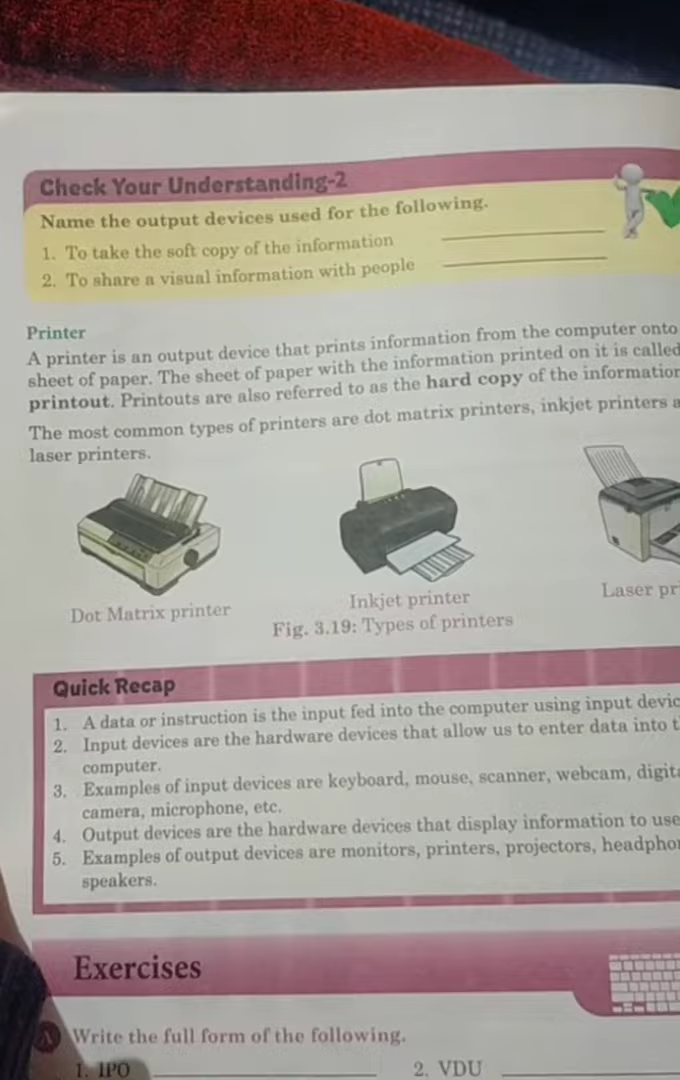 Check Your Understanding-2
Name the output devices used for the following.
1. To take the soft copy of the information
2. To share a visual information with people
Printer
A printer is an output device that prints information from the computer onto
sheet of paper. The sheet of paper with the information printed on it is called
printout. Printouts are also referred to as the hard copy of the information
The most common types of printers are dot matrix printers, inkjet printers
laser printers.
Dot Matrix printer
Inkjet printer
Laser
Fig. 3.19: Types of printers
Quick Recap
1. A data or instruction is the input fed into the computer using input
2. Input devices are the hardware devices that allow us to enter data into
computer.
3. Examples of input devices are keyboard, mouse, scanner, webcam,
camera, microphone, etc.
4. Output devices are the hardware devices that display information to
5. Examples of output devices are monitors, printers, projectors,
speakers.
Exercises
A Write the full form of the following.
1. IPO
2. VDU